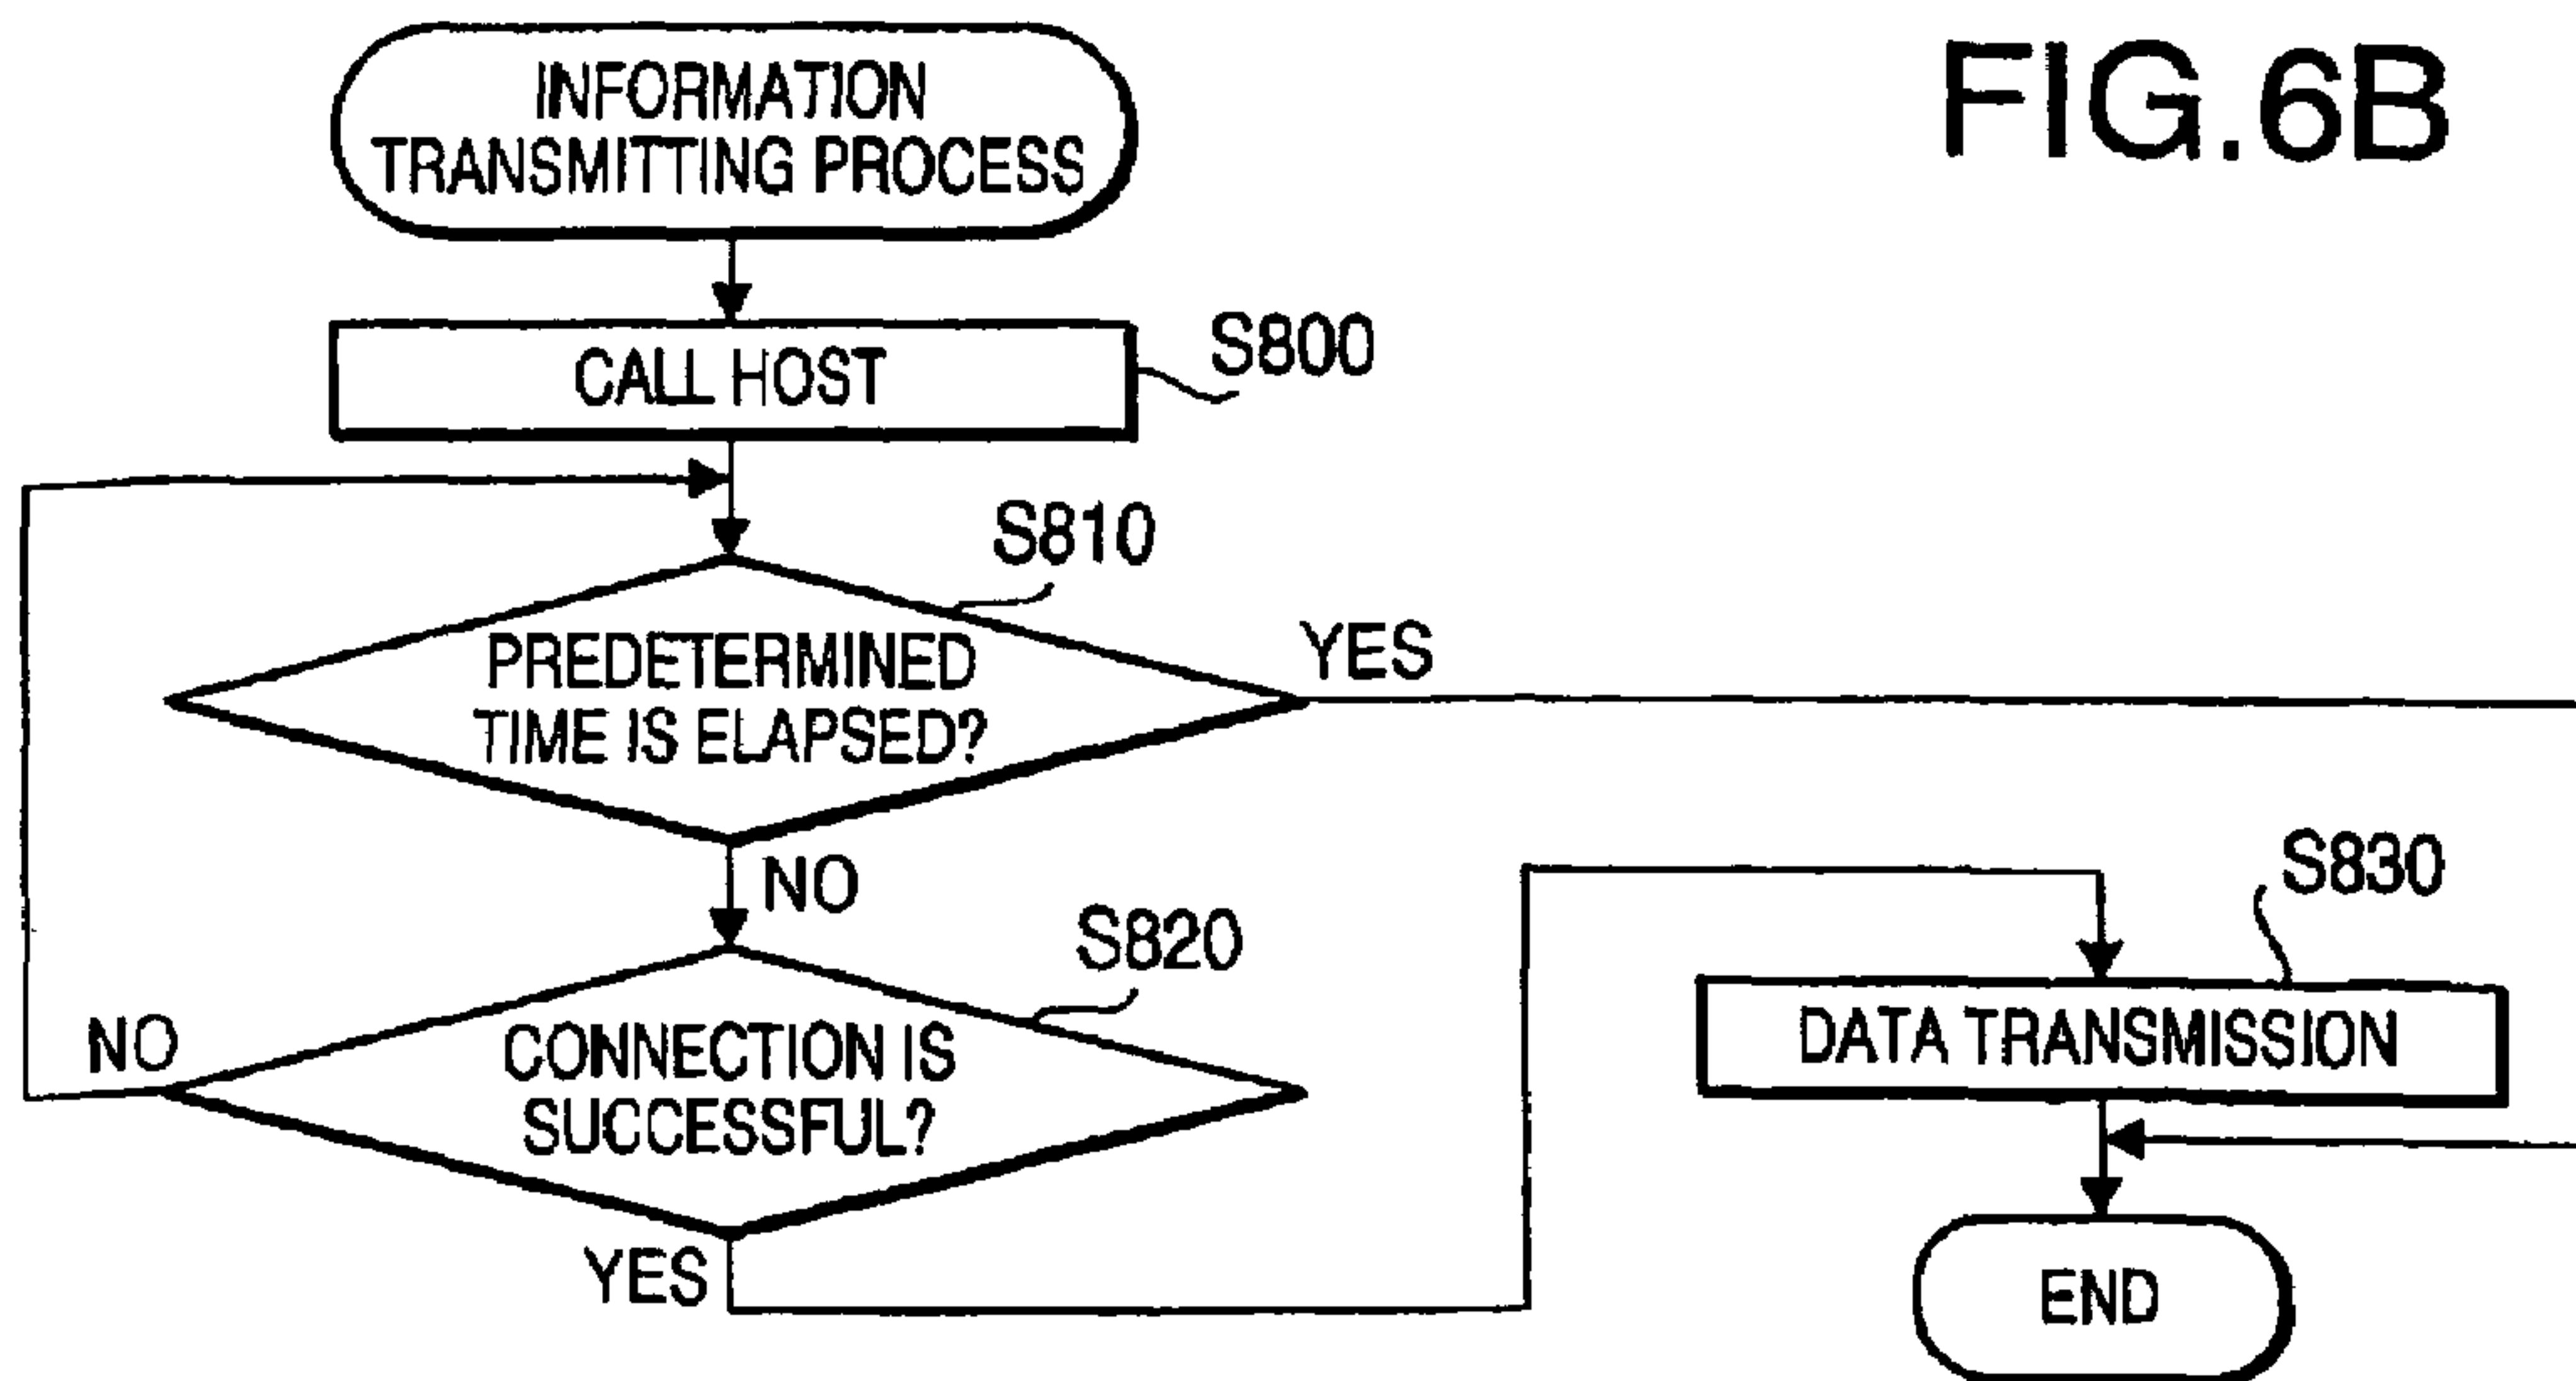 FIG.6B
INFORMATION
TRANSMITTING PROCESS
CALL HOST
S800
S810
PREDETERMINED
TIME IS ELAPSED?
YES
NO
S820
CONNECTION IS
SUCCESSFUL?
NO
YES
S830
DATA TRANSMISSION
END